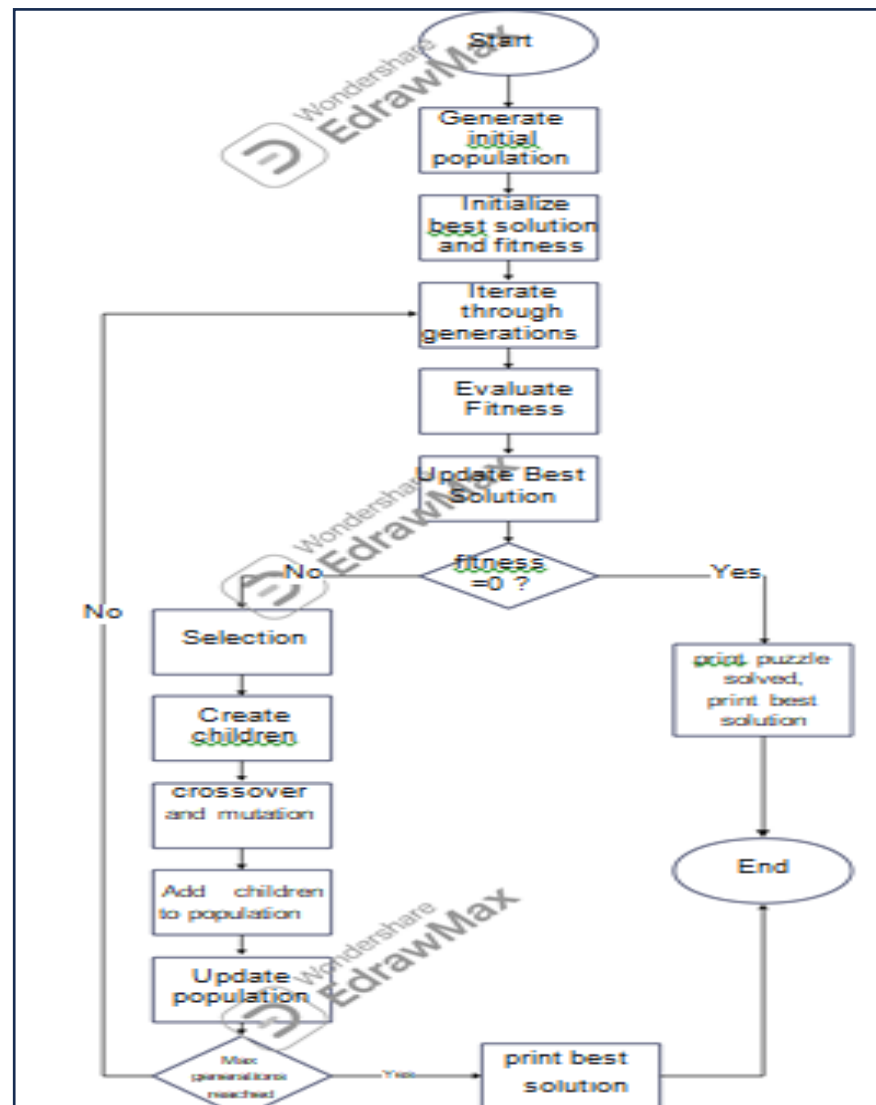 Start
Wondershare
EdrawMax
Generate
initial
population
Initialize
best solution
and fitness
Iterate
through
generations
Evaluate
Fitness
Update Best
Solution
Wondershare
EdrawMax
fitness
=0 ?
No
Yes
No
Selection
print puzzle
solved,
print best
solution
Create
children
crossover
and mutation
Add children
to population
End
Wondershare
EdrawMax
Update
population
Max
generations
reached
Yes
print best
solution